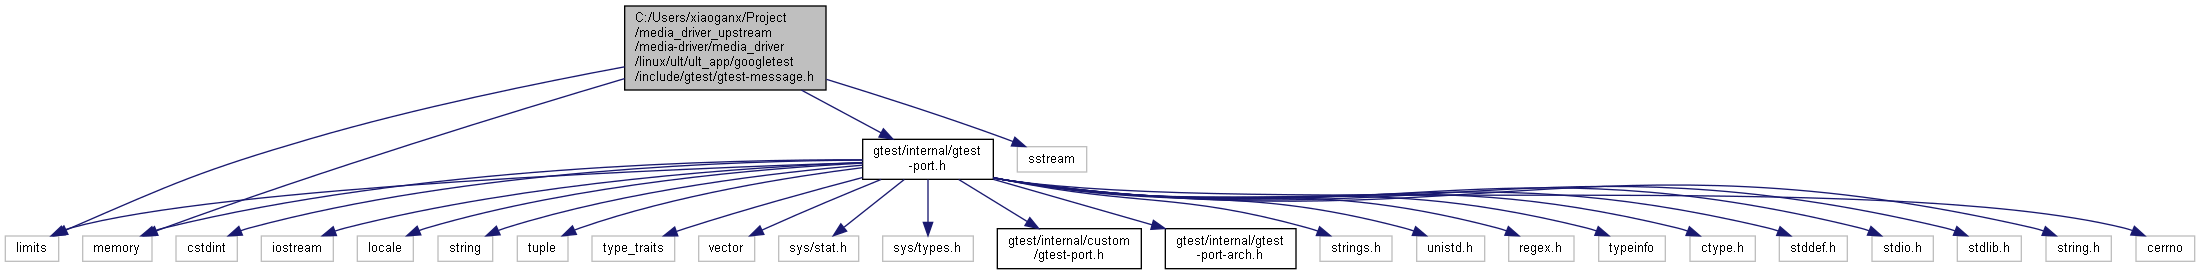 C:/Users/xiaoganx/Project
/media_driver_upstream
/media-driver/media_driver
/linux/ult/ult_app/googletest
/include/gtest/gtest-message.h
gtest/internal/gtest
-port.h
sstream
limits
memory
cstdint
iostream
locale
string
tuple
type_traits
vector
sys/stat.h
sys/types.h
gtest/internal/custom
/gtest-port.h
gtest/internal/gtest
-port-arch.h
strings.h
unistd.h
regex.h
typeinfo
ctype.h
stddef.h
stdio.h
stdlib.h
string.h
cerrno